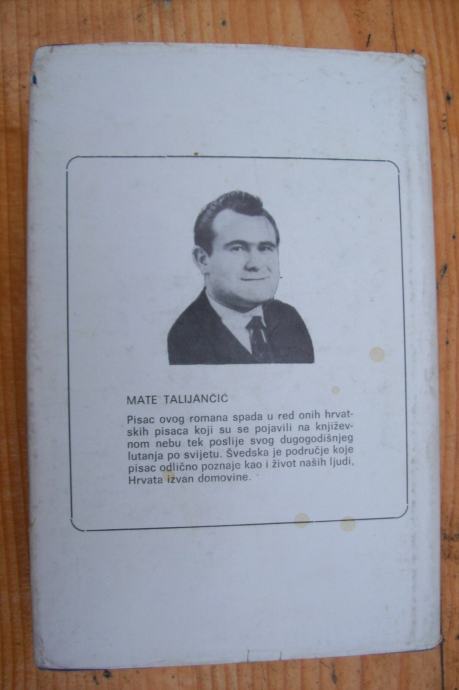 MATE TALIJANČIĆ
Pisac ovog romana spada u red onih hrvat-
skih pisaca koji su se pojavili na književ-
nom nebu tek poslije svog dugogodišnjeg
lutanja po svijetu. Švedska je područje koje
pisac odlično poznaje kao i život naših ljudi,
Hrvata izvan domovine.